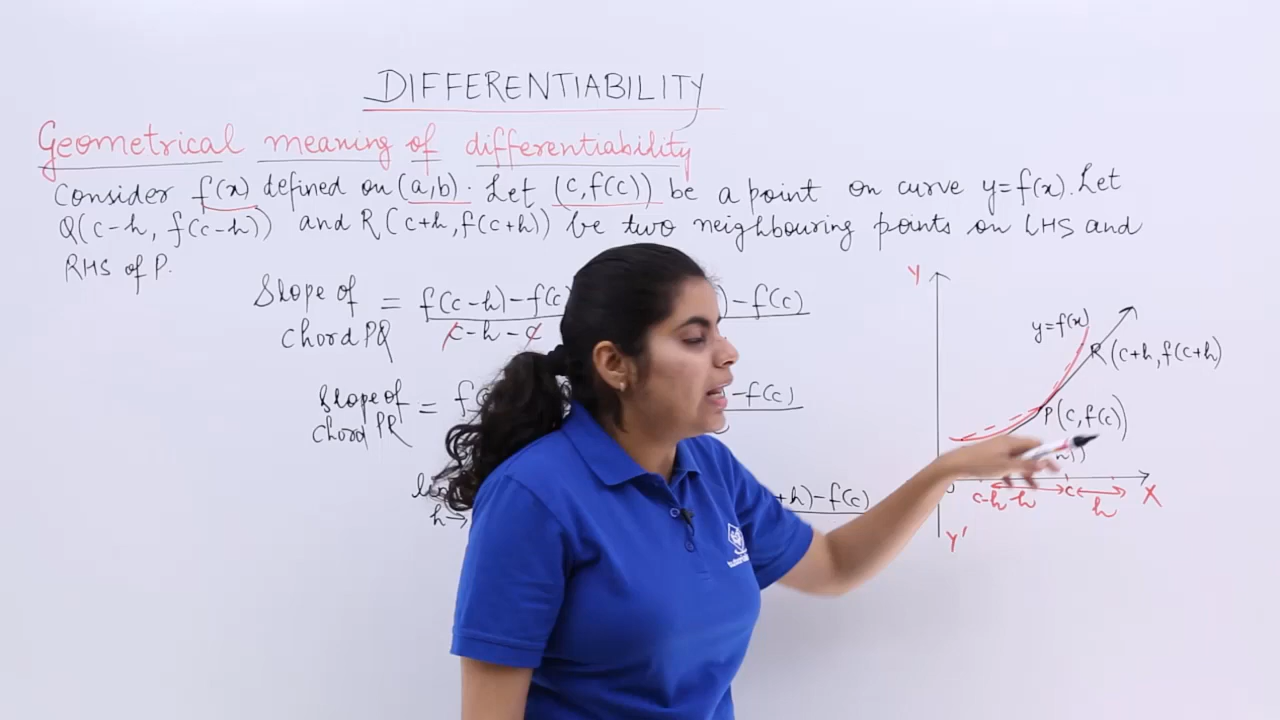 DIFFERENTIABILITY
Geometrical meaning of differentiability
Consider f(x) defined on (a,b). Let (c,f(c)) be a point on curve y=f(x). Let
Q(c-h, f(c-h)) and R(c+h, f(c+h)) be two neighbouring points on LHS and
RHS of P.
Slope of chord PQ = f(c-h)-f(c) -f(c)
c-h-c
Slope of chord PR = -f(c)
h→ +h)-f(c)
Y
y=f(x)
R(c+h, f(c+h)
P(c, f(c))
c-h -h c h X
Y'